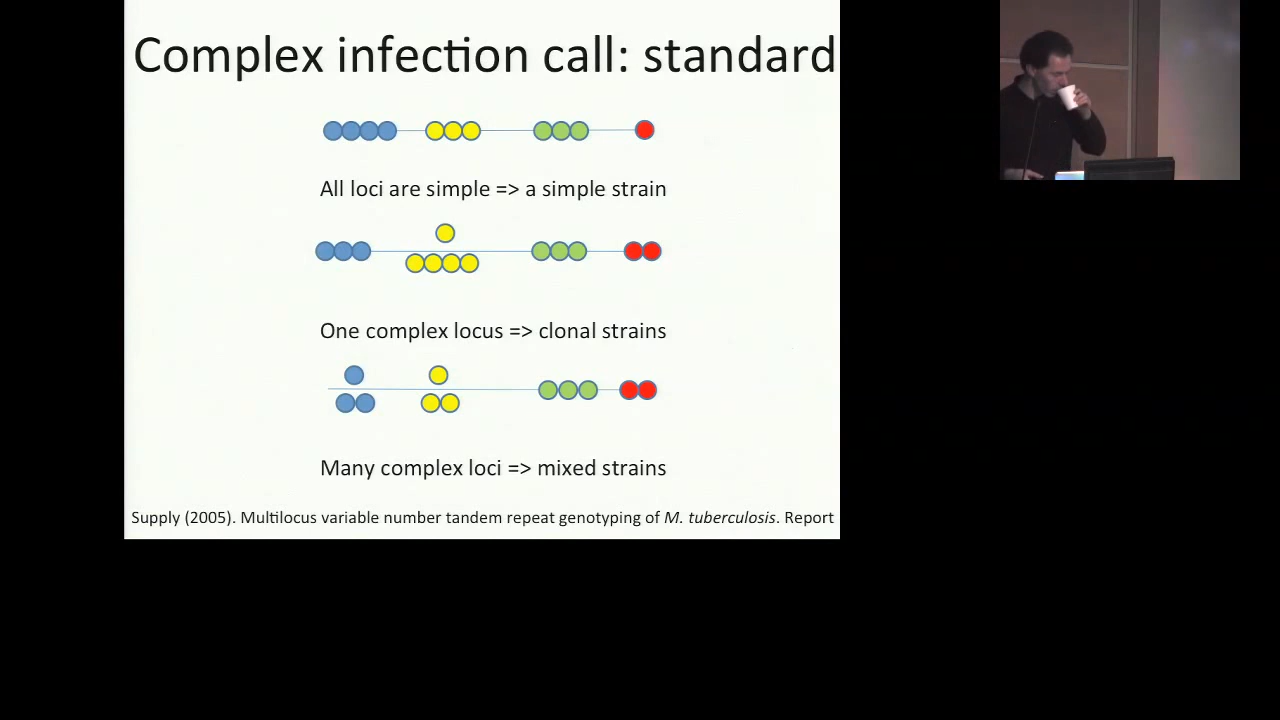 Complex infection call: standard
All loci are simple => a simple strain
One complex locus => clonal strains
Many complex loci => mixed strains
Supply (2005). Multilocus variable number tandem repeat genotyping of M. tuberculosis. Report